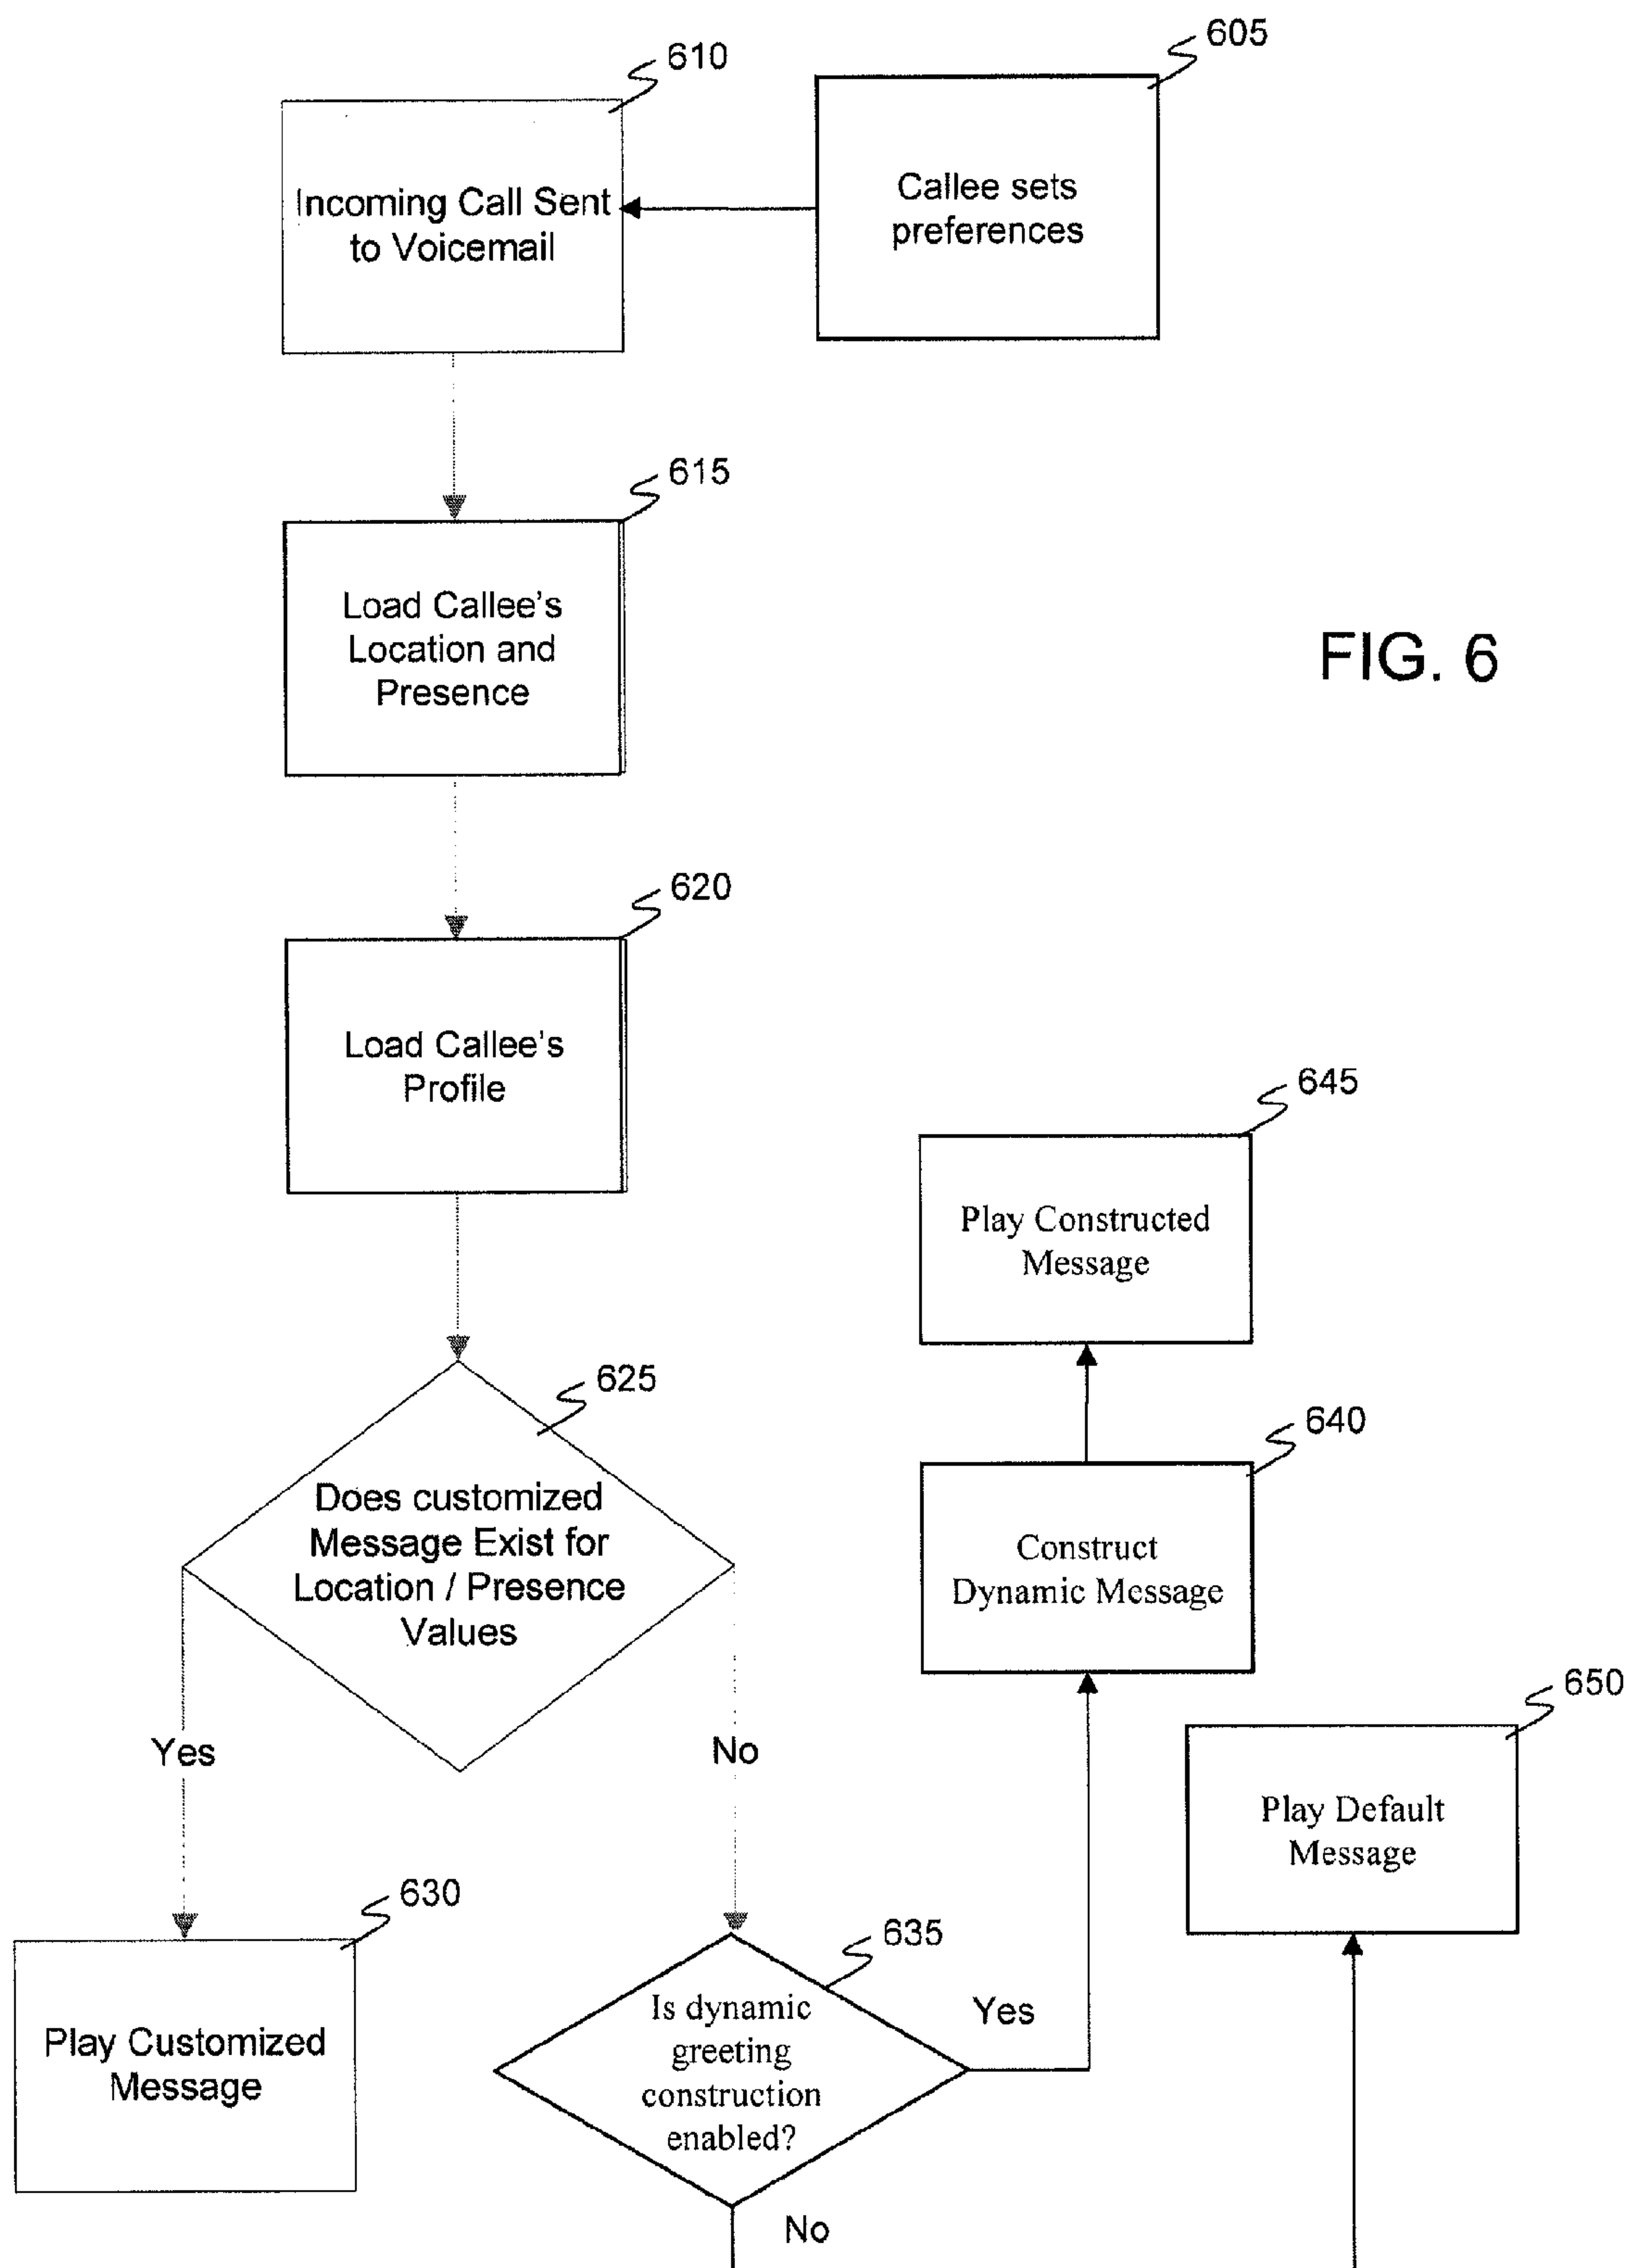 605
610
Callee sets
preferences
Incoming Call Sent
to Voicemail
615
Load Callee's
Location and
Presence
FIG. 6
620
Load Callee's
Profile
645
Play Constructed
Message
625
640
Does customized
Message Exist for
Location / Presence
Values
Construct
Dynamic Message
650
Yes
No
Play Default
Message
630
635
Play Customized
Message
Is dynamic
greeting
construction
enabled?
Yes
No